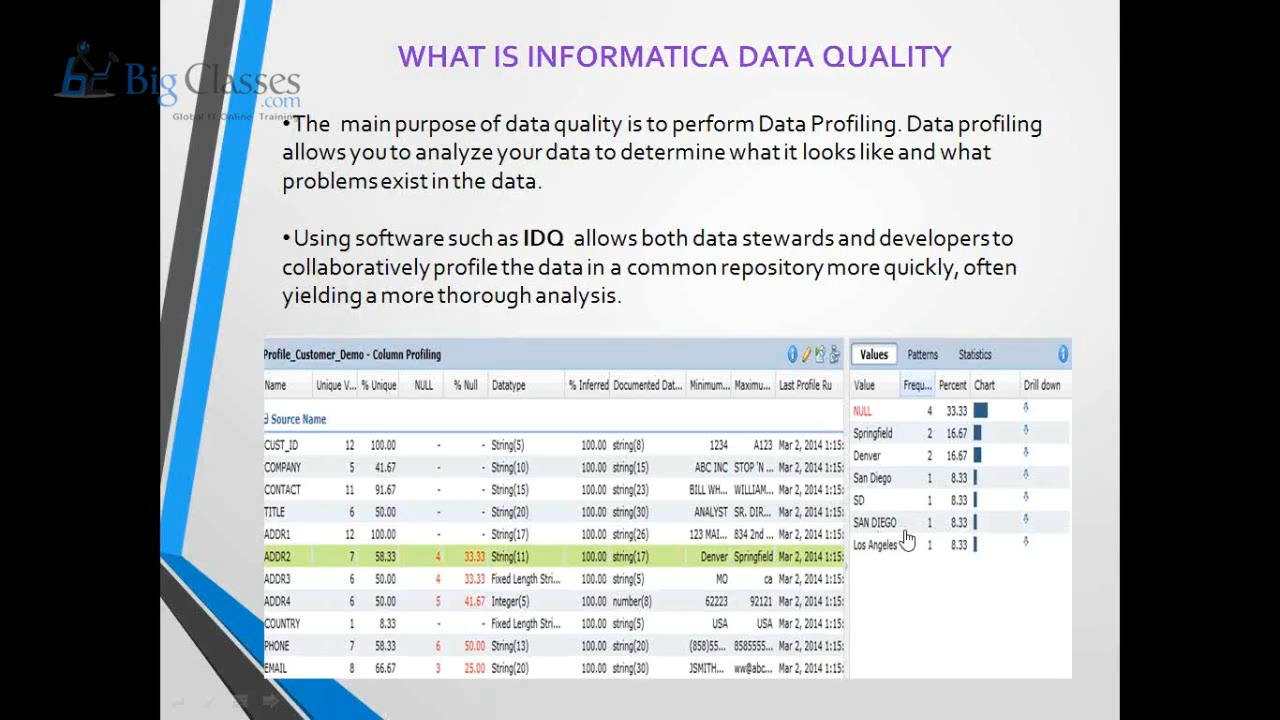 Big Classes
.com
Global IT Online Training
WHAT IS INFORMATICA DATA QUALITY
•The main purpose of data quality is to perform Data Profiling. Data profiling
allows you to analyze your data to determine what it looks like and what
problems exist in the data.
•Using software such as IDQ allows both data stewards and developers to
collaboratively profile the data in a common repository more quickly, often
yielding a more thorough analysis.
Profile_Customer_Demo - Column Profiling
Name Unique V... % Unique NULL % Null Datatype % Inferred Documented Dat... Minimum... Maximu... Last Profile Ru
Source Name
CUST_ID 12 100.00 - - String(5) 100.00 string(8) 1234 A123 Mar 2, 2014 1:15:
COMPANY 5 41.67 - - String(10) 100.00 string(15) ABC INC STOP 'N ... Mar 2, 2014 1:15:
CONTACT 11 91.67 - - String(15) 100.00 string(23) BILL WH... WILLIAM... Mar 2, 2014 1:15:
TITLE 6 50.00 - - String(20) 100.00 string(30) ANALYST SR. DIR... Mar 2, 2014 1:15:
ADDR1 12 100.00 - - String(17) 100.00 string(26) 123 MAI... 834 2nd ... Mar 2, 2014 1:15:
ADDR2 7 58.33 4 33.33 String(11) 100.00 string(17) Denver Springfield Mar 2, 2014 1:15:
ADDR3 6 50.00 4 33.33 Fixed Length Stri... 100.00 string(5) MO ca Mar 2, 2014 1:15:
ADDR4 6 50.00 5 41.67 Integer(5) 100.00 number(8) 62223 92121 Mar 2, 2014 1:15:
COUNTRY 1 8.33 - - Fixed Length Stri... 100.00 string(5) USA USA Mar 2, 2014 1:15:
PHONE 7 58.33 6 50.00 String(13) 100.00 string(20) (858)55... 8585555... Mar 2, 2014 1:15:
EMAIL 8 66.67 3 25.00 String(20) 100.00 string(30) JSMITH... ww@abc... Mar 2, 2014 1:15:
Values Patterns Statistics
Value Frequ... Percent Chart Drill down
NULL 4 33.33
Springfield 2 16.67
Denver 2 16.67
San Diego 1 8.33
SD 1 8.33
SAN DIEGO 1 8.33
Los Angeles 1 8.33